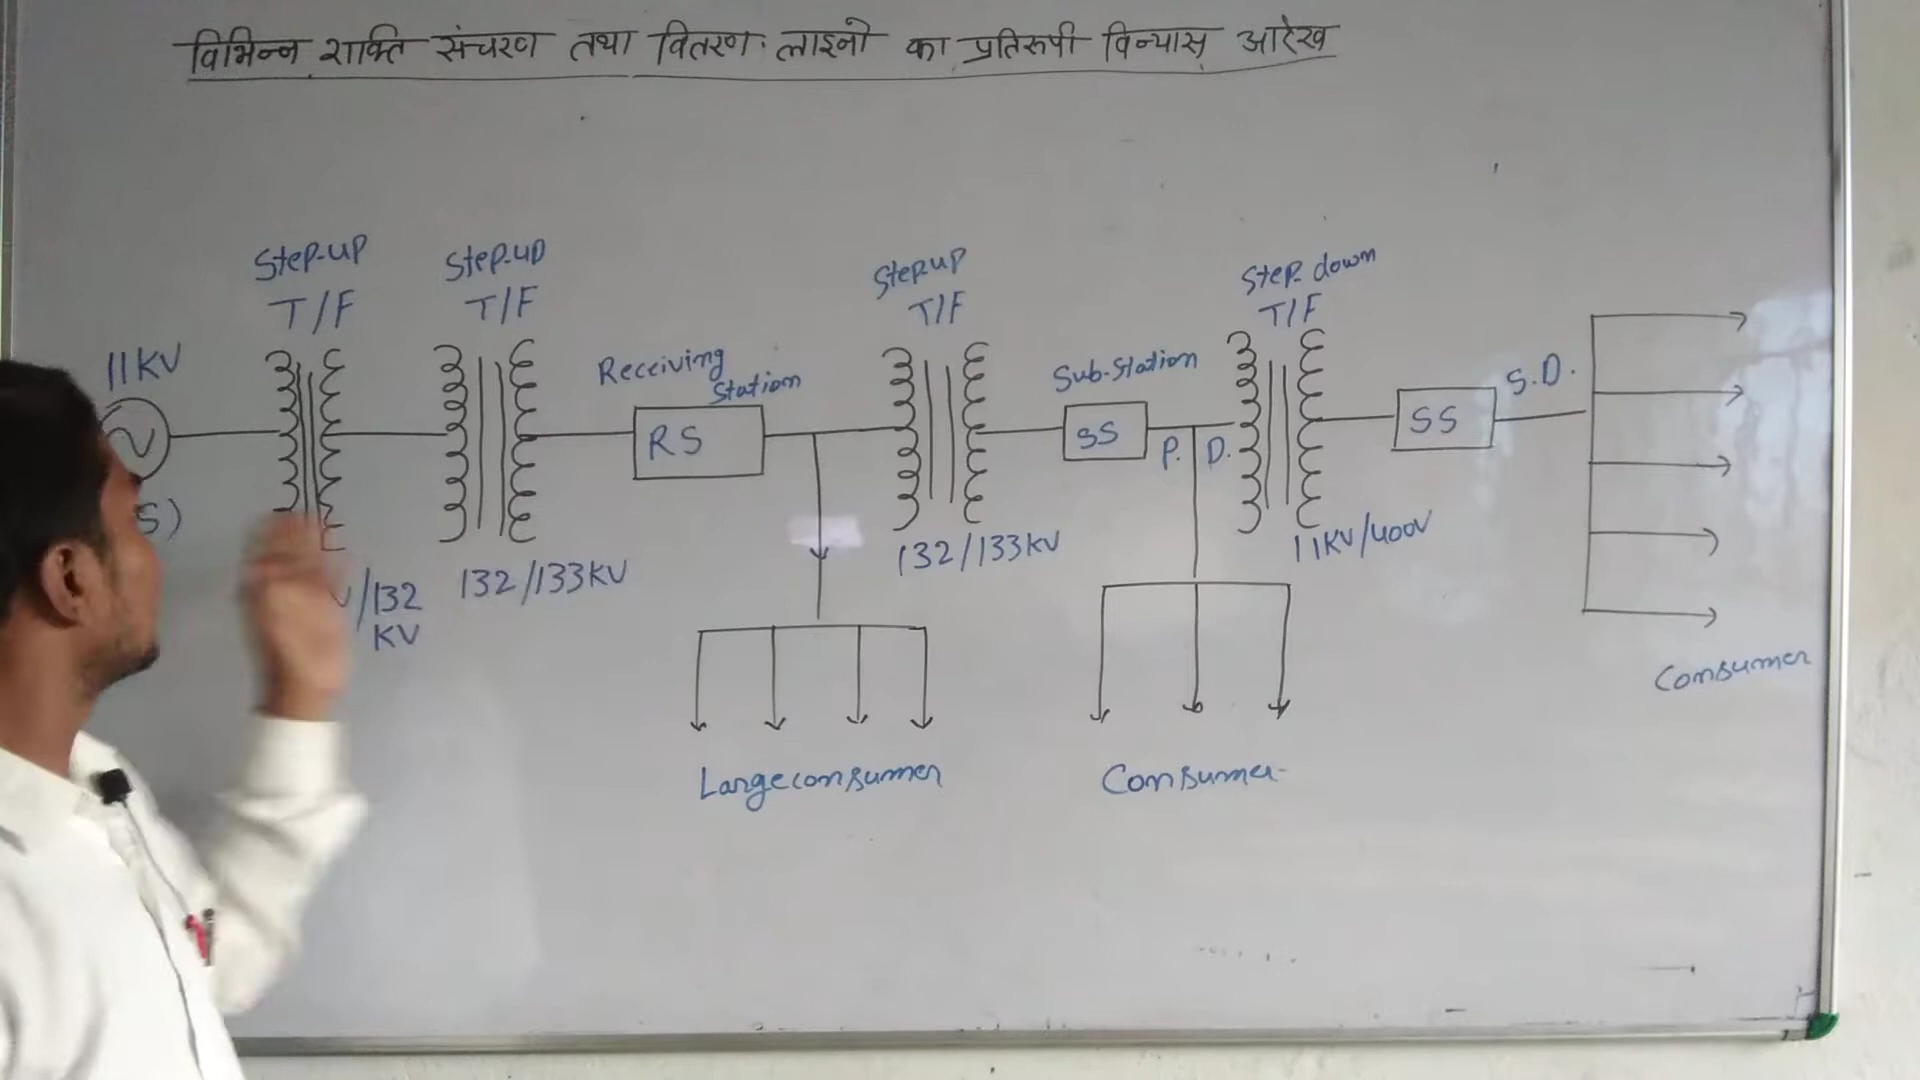 विभिन्न शक्ति संचरण तथा वितरण लाइनो का प्रतिरूपी विन्यास आरेख
Step-up
T/F
Step-up
T/F
Step up
T/F
Step down
T/F
11KV
Receiving
Station
Sub-Station
S.D.
RS
SS
P. D.
SS
S)
/132
KV
132/133KV
132/133KV
11KV/400V
Consumer
Large consumer
Consumer